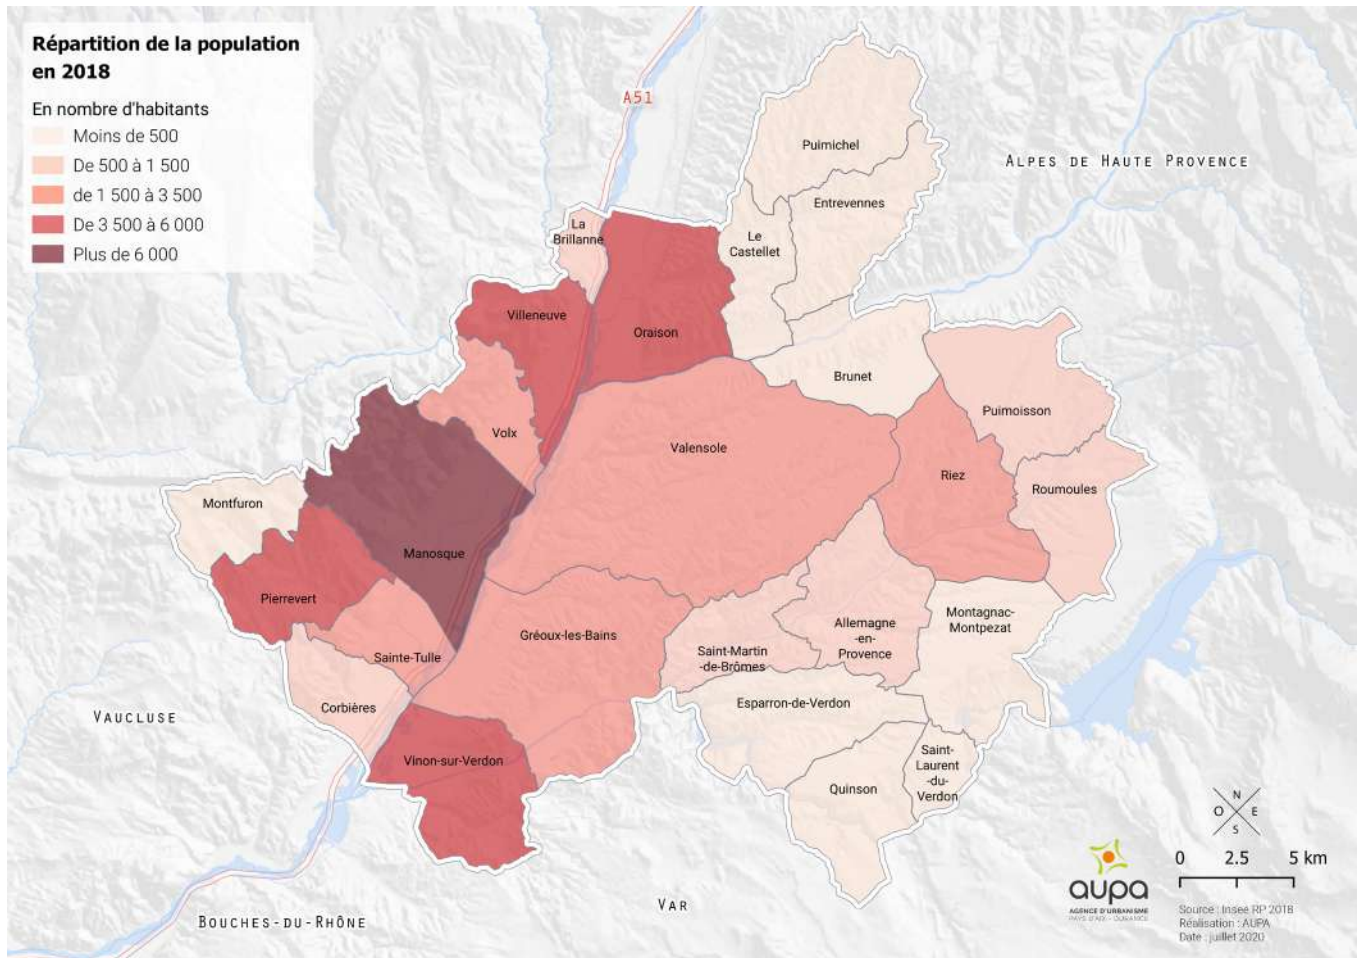 Répartition de la population
en 2018
En nombre d'habitants
Moins de 500
De 500 à 1 500
de 1 500 à 3 500
De 3 500 à 6 000
Plus de 6 000
A51
ALPES DE HAUTE PROVENCE
Puimichel
Entrevennes
La
Brillanne
Le
Castellet
Villeneuve
Oraison
Brunet
Puimoisson
Volx
Valensole
Riez
Roumoules
Montfuron
Manosque
Pierrevert
Montagnac-
Montpezat
Allemagne
-en-
Provence
Gréoux-les-Bains
Sainte-Tulle
Saint-Martin
-de-Brômes
Corbières
Esparron-de-Verdon
VAUCLUSE
Vinon-sur-Verdon
Saint-
Laurent
-du-
Verdon
Quinson
N
O E
S
0 2.5 5 km
aupa
AGENCE D'URBANISME
PAYS D'AIX - DURANCE
VAR
BOUCHES-DU-RHÔNE
Source : Insee RP 2018
Réalisation : AUPA
Date : juillet 2020